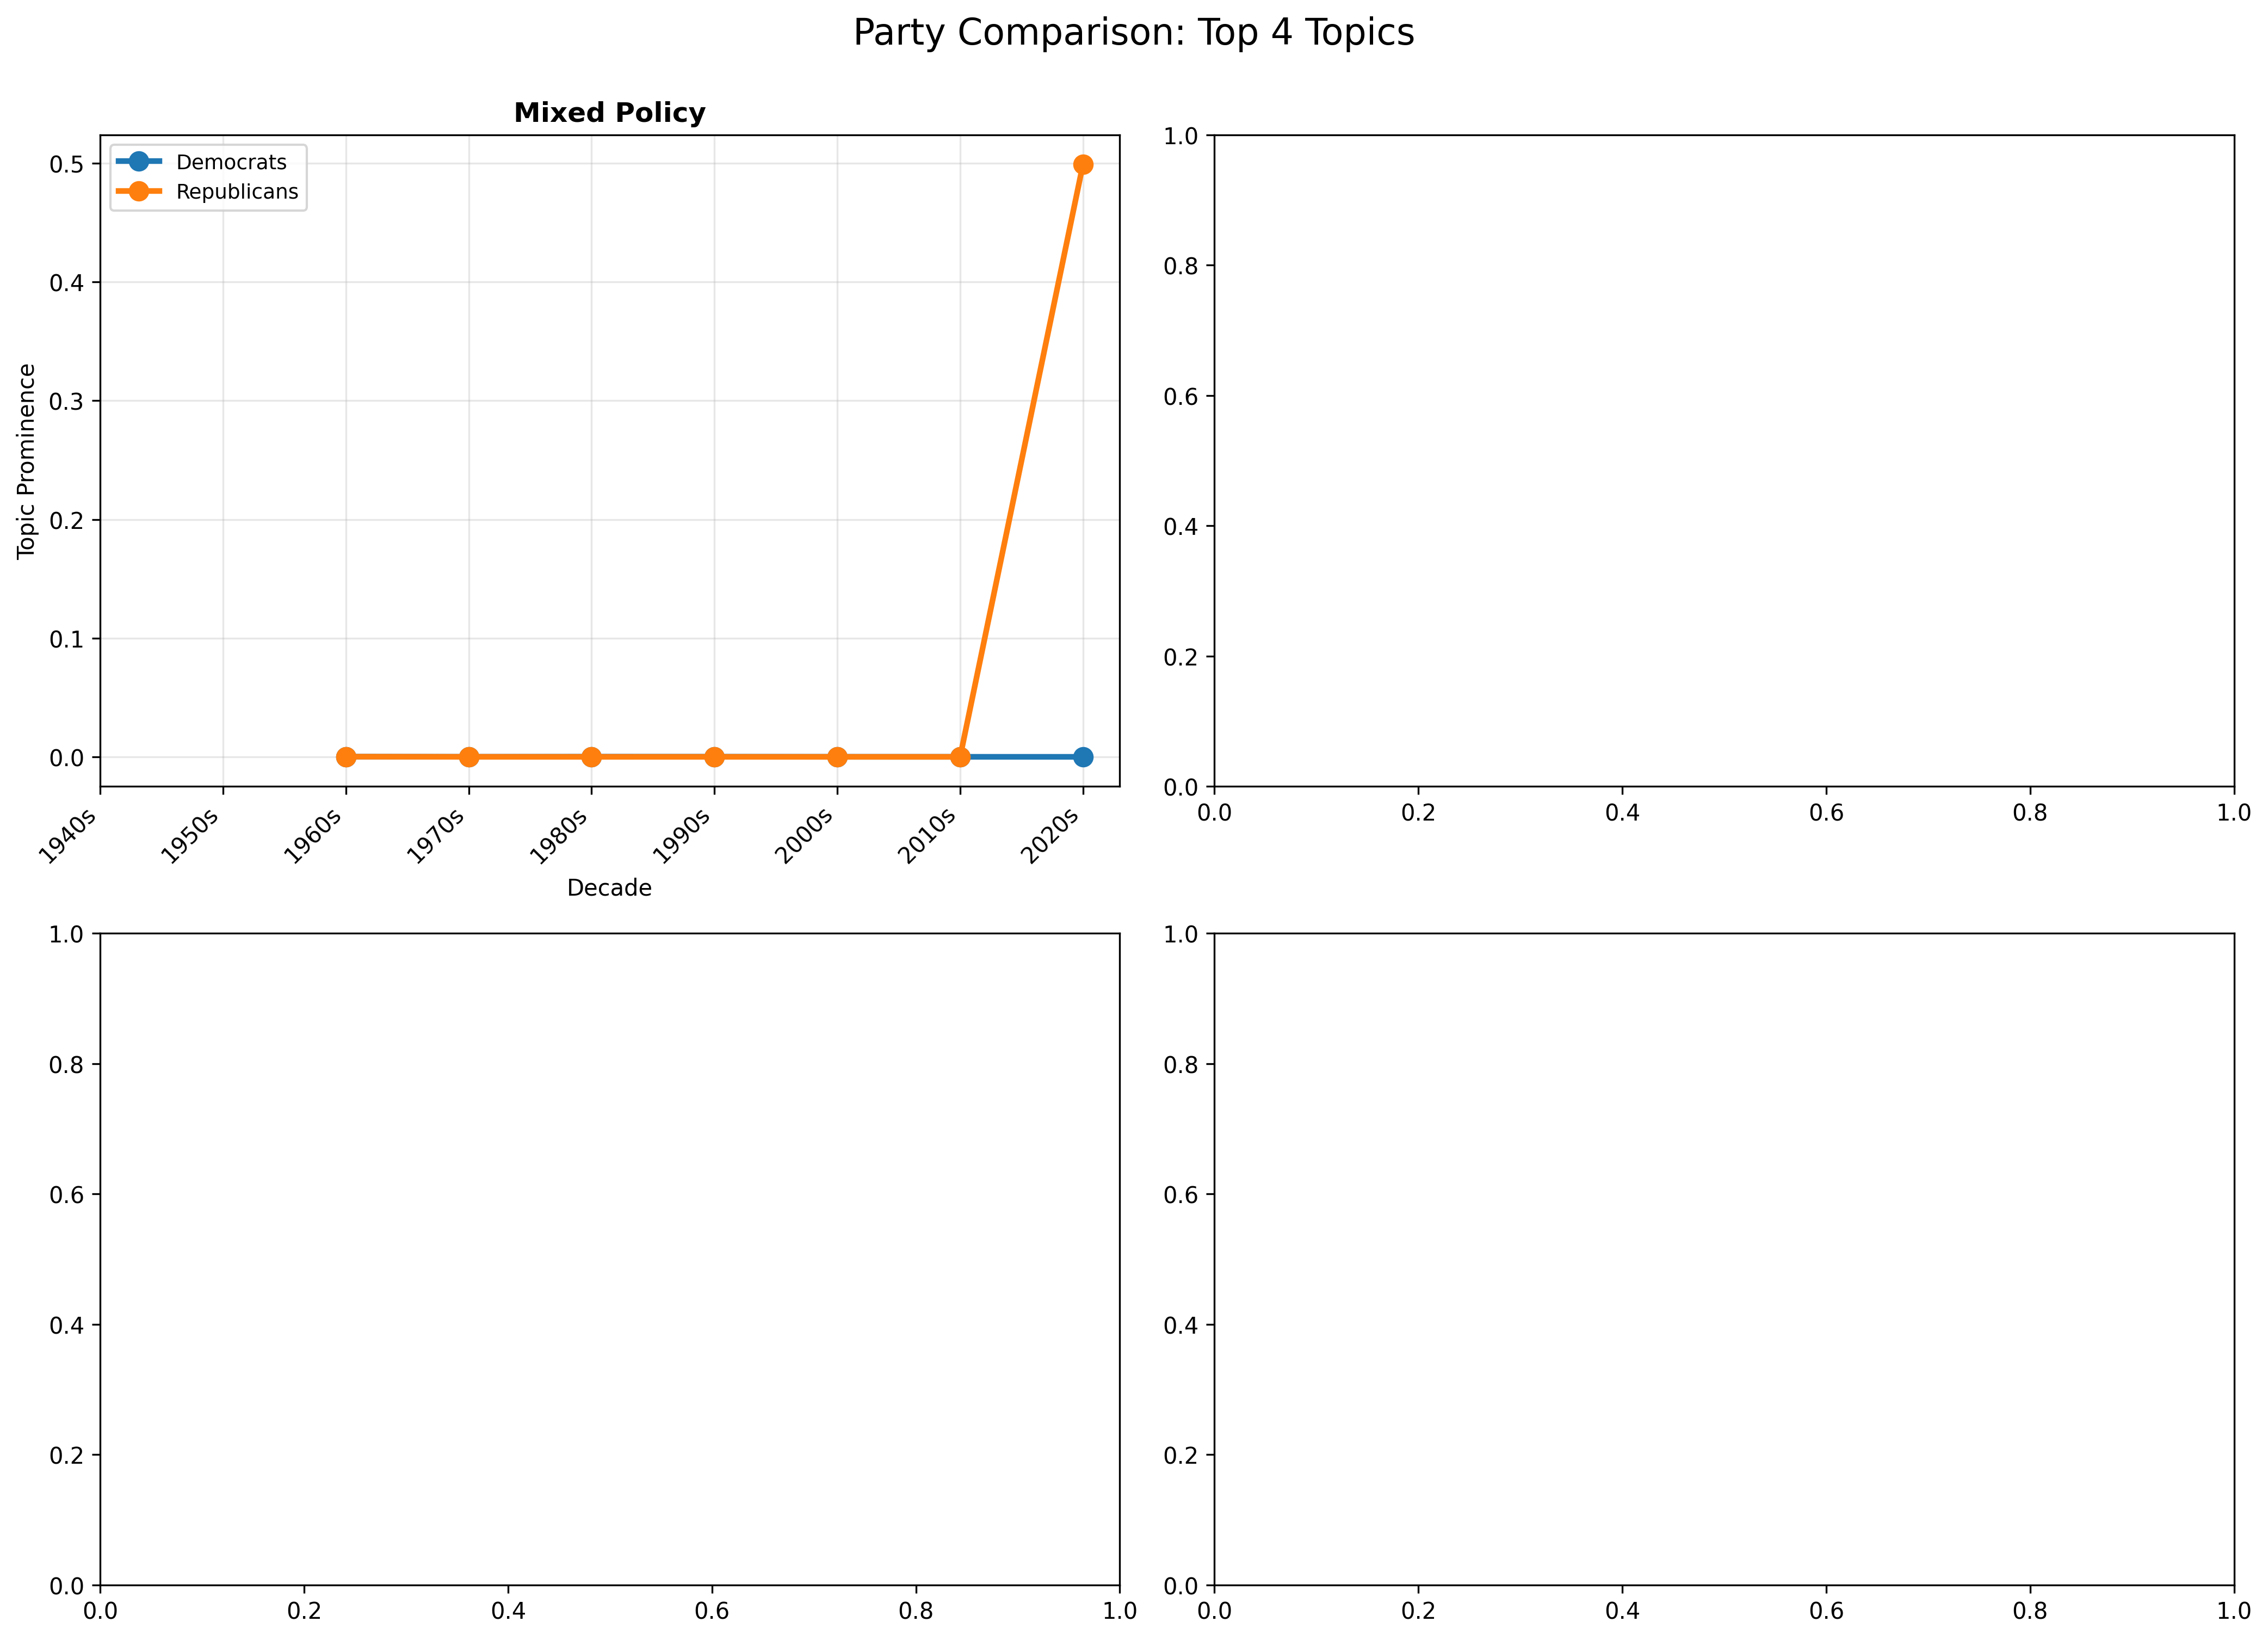 Party Comparison: Top 4 Topics
Mixed Policy
Democrats
Republicans
0.5
0.4
0.3
0.2
0.1
0.0
Topic Prominence
1940s 1950s 1960s 1970s 1980s 1990s 2000s 2010s 2020s
Decade
1.0
0.8
0.6
0.4
0.2
0.0
0.0 0.2 0.4 0.6 0.8 1.0
1.0
0.8
0.6
0.4
0.2
0.0
0.0 0.2 0.4 0.6 0.8 1.0
1.0
0.8
0.6
0.4
0.2
0.0
0.0 0.2 0.4 0.6 0.8 1.0